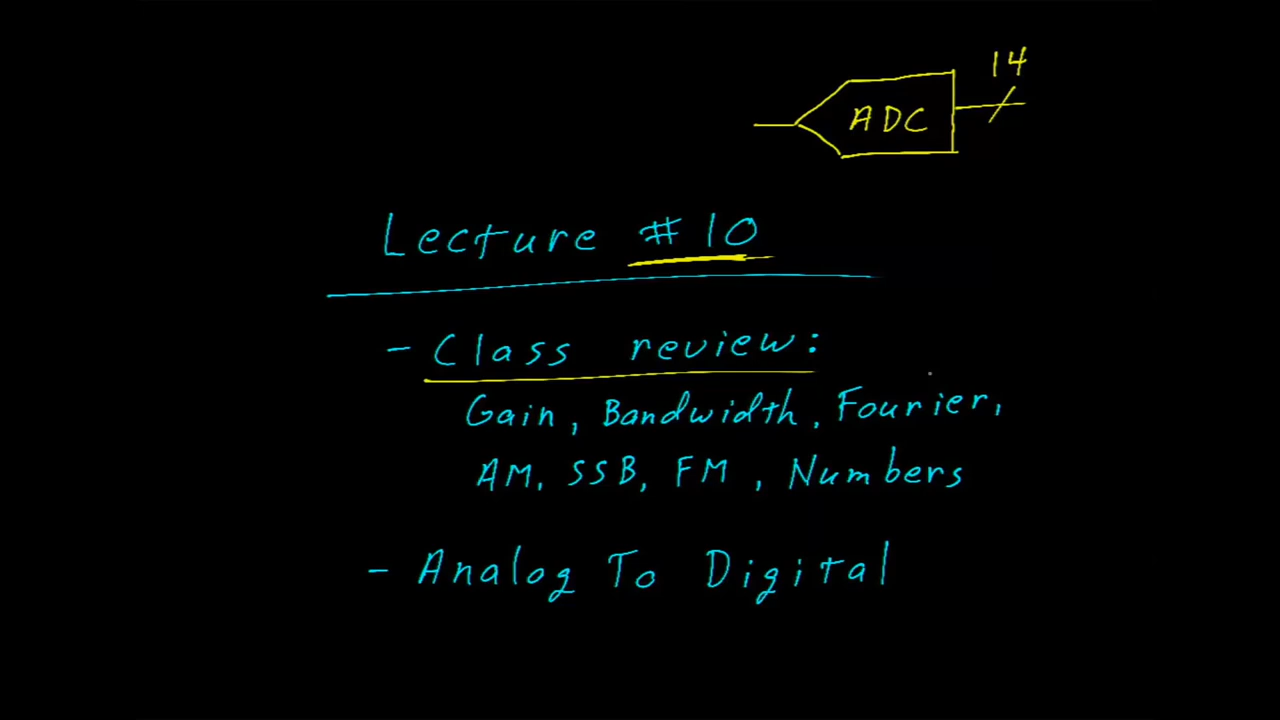 14
ADC
Lecture #10
- Class review:
Gain, Bandwidth, Fourier,
AM, SSB, FM, Numbers
- Analog To Digital